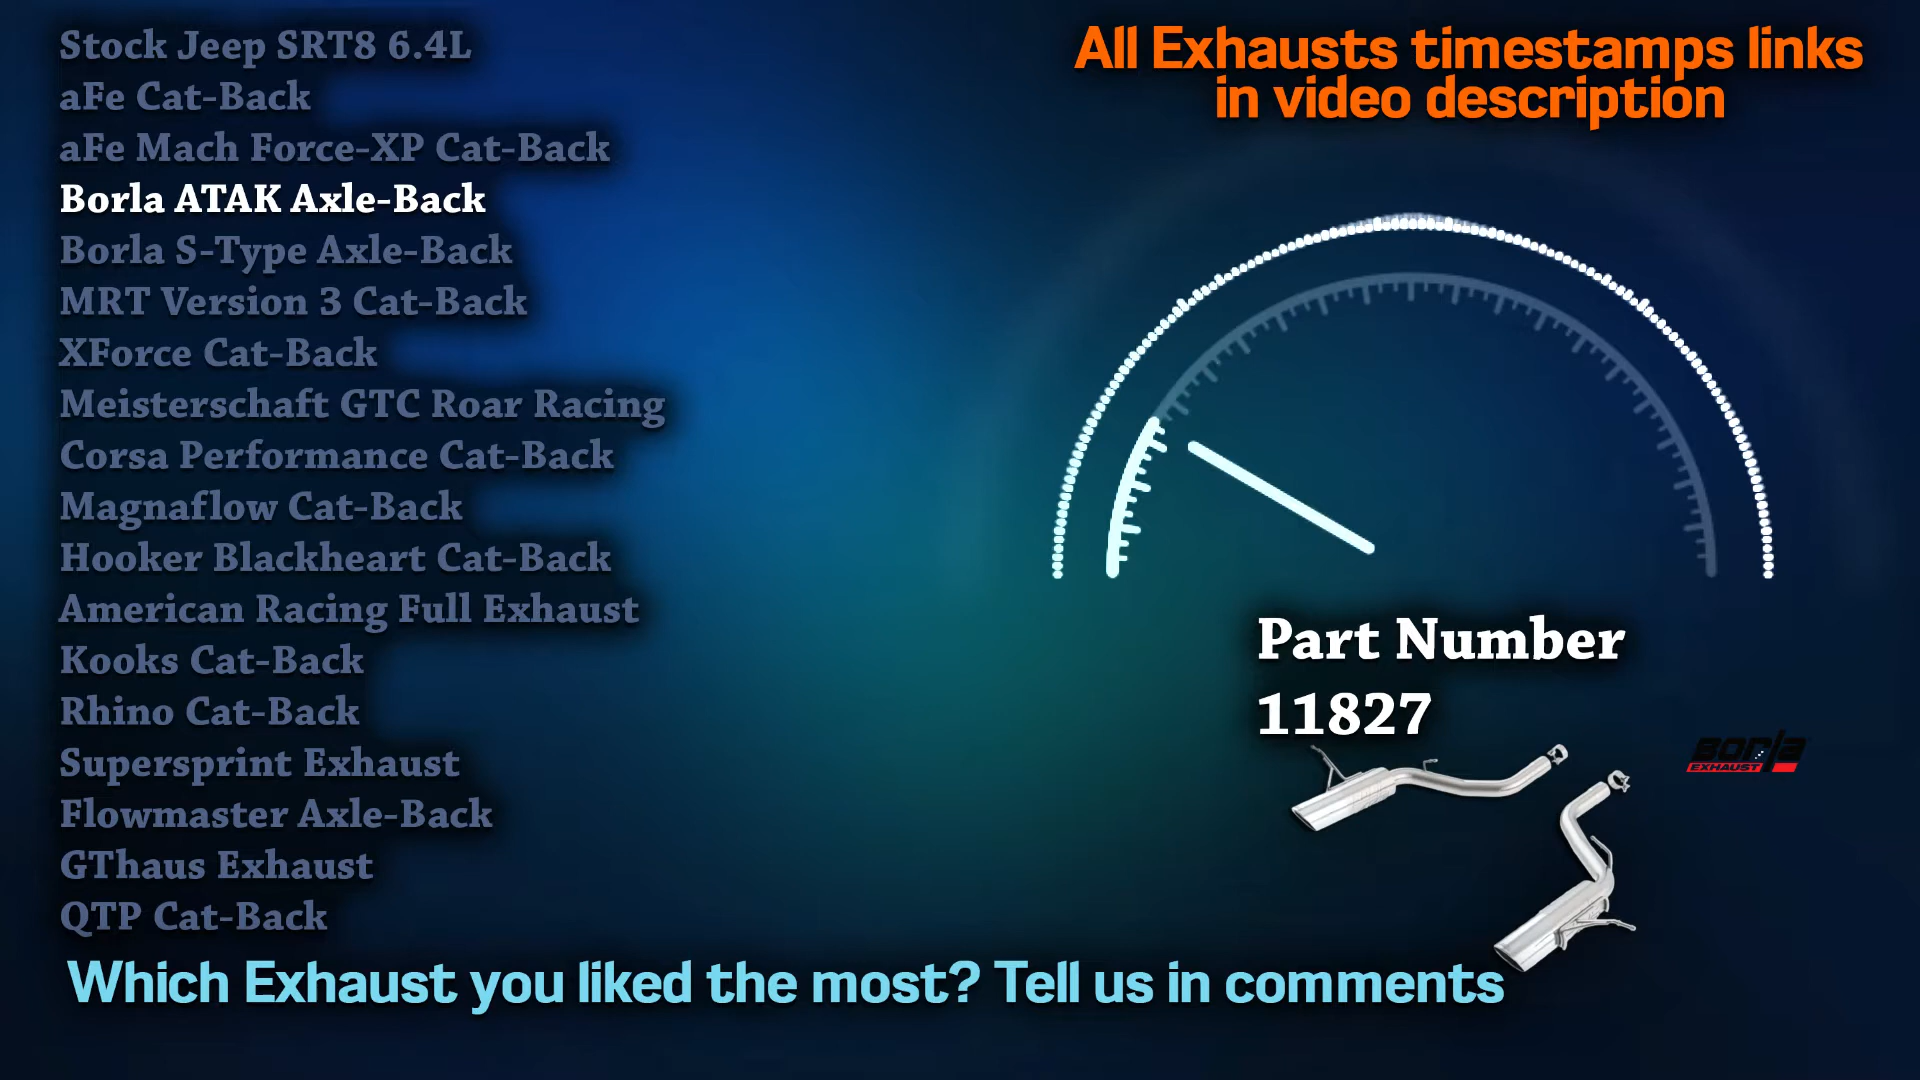 Stock Jeep SRT8 6.4L
aFe Cat-Back
aFe Mach Force-XP Cat-Back
Borla ATAK Axle-Back
Borla S-Type Axle-Back
MRT Version 3 Cat-Back
XForce Cat-Back
Meisterschaft GTC Roar Racing
Corsa Performance Cat-Back
Magnaflow Cat-Back
Hooker Blackheart Cat-Back
American Racing Full Exhaust
Kooks Cat-Back
Rhino Cat-Back
Supersprint Exhaust
Flowmaster Axle-Back
GThaus Exhaust
QTP Cat-Back
All Exhausts timestamps links
in video description
Part Number
11827
Borla
EXHAUST
Which Exhaust you liked the most? Tell us in comments